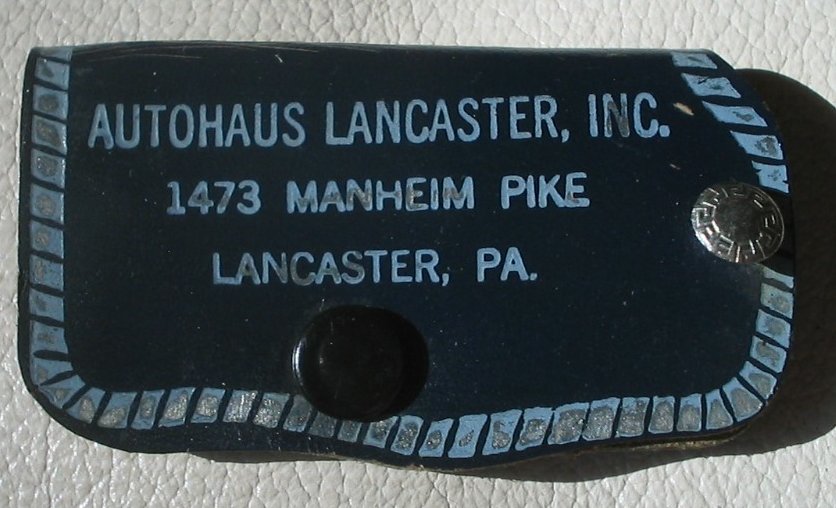 AUTOHAUS LANCASTER, INC.
1473 MANHEIM PIKE
LANCASTER, PA.